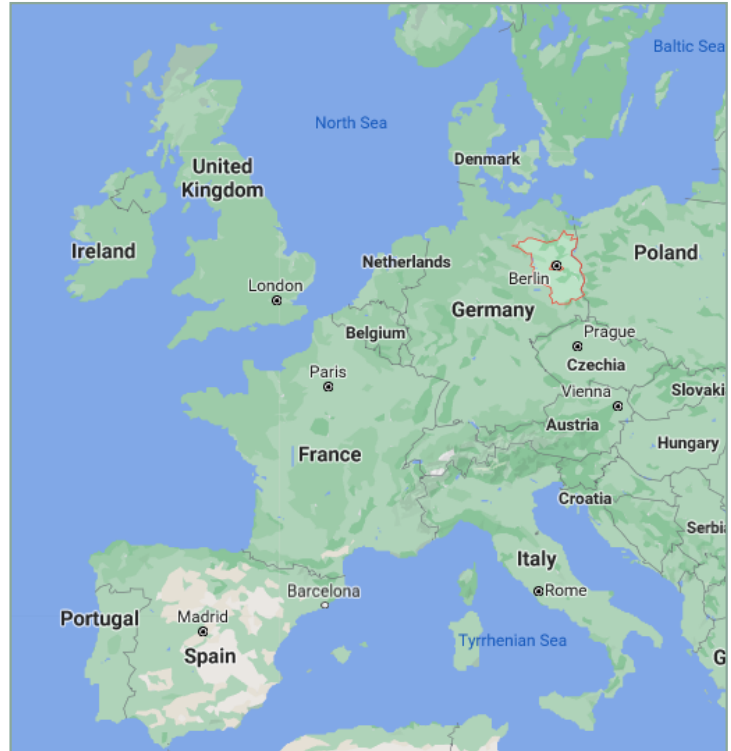 Baltic Sea
North Sea
Denmark
United
Kingdom
Ireland
Poland
Netherlands
Berlin
London
Germany
Belgium
Prague
Czechia
Paris
Vienna
Slovaki
Austria
Hungary
France
Croatia
Serbi
Italy
Barcelona
Rome
Portugal
Madrid
Tyrrhenian Sea
Spain
G